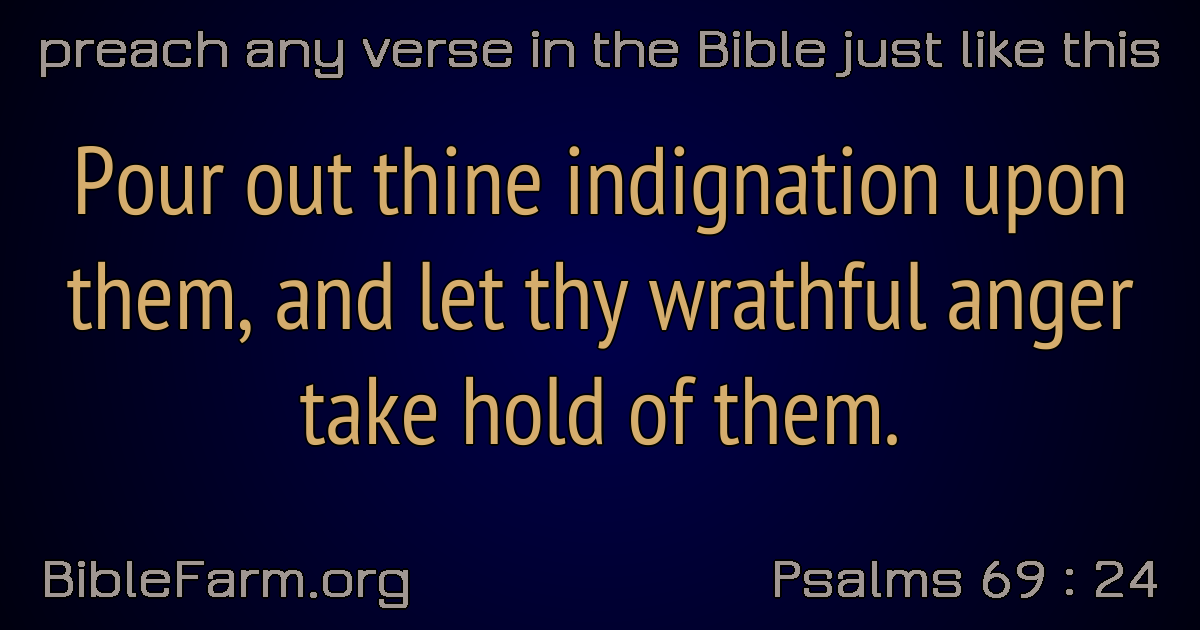 preach any verse in the Bible just like this
Pour out thine indignation upon
them, and let thy wrathful anger
take hold of them.
BibleFarm.org
Psalms 69 : 24